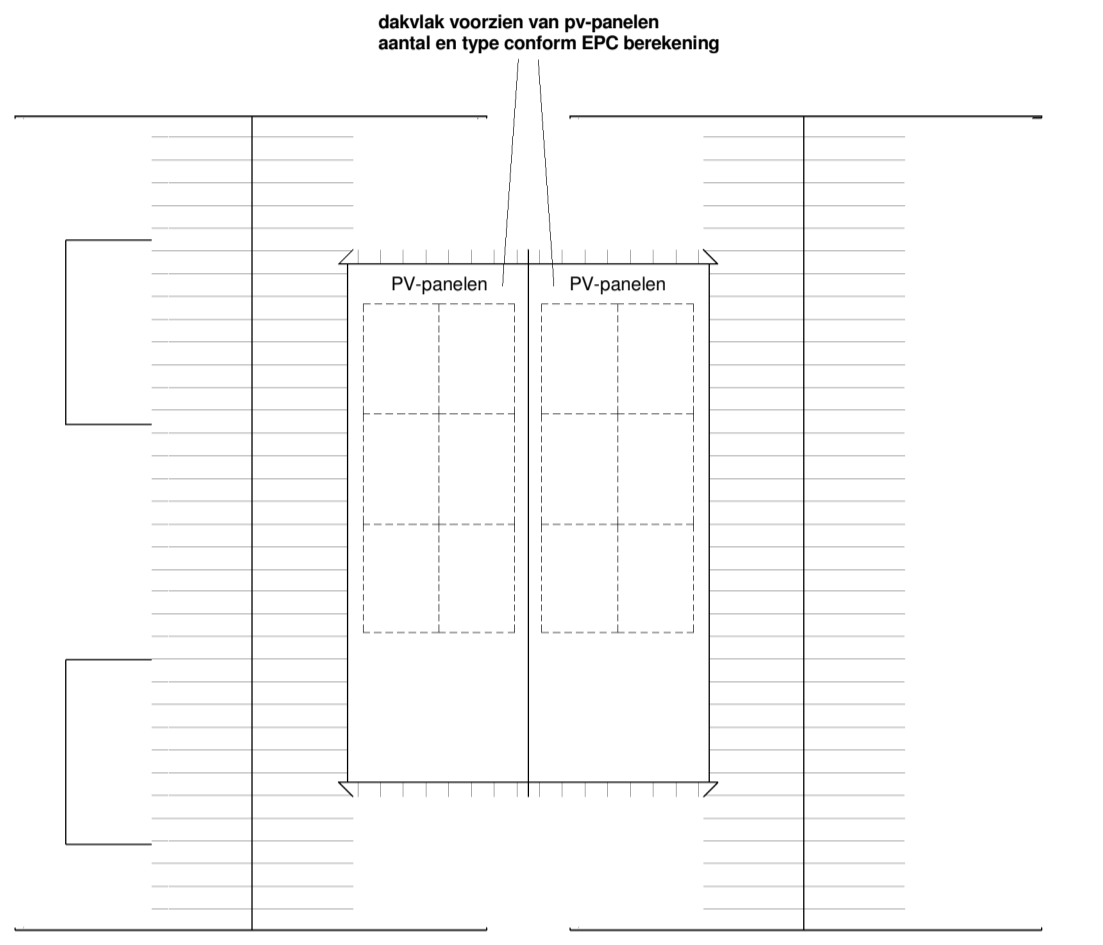 dakvlak voorzien van pv-panelen
aantal en type conform EPC berekening
PV-panelen
PV-panelen